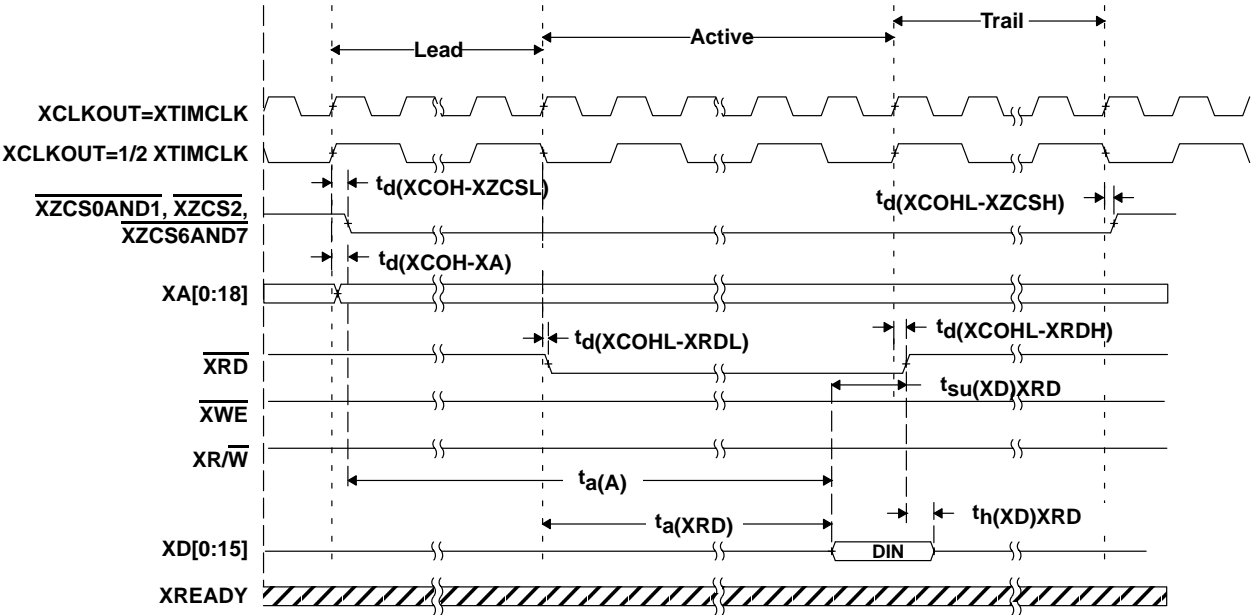 Lead
Active
Trail
XCLKOUT=XTIMCLK
XCLKOUT=1/2 XTIMCLK
td(XCOH-XZCSL)
td(XCOHL-XZCSH)
XZCS0AND1, XZCS2,
XZCS6AND7
td(XCOH-XA)
XA[0:18]
td(XCOHL-XRDL)
td(XCOHL-XRDH)
XRD
tsu(XD)XRD
XWE
XR/W
ta(A)
ta(XRD)
th(XD)XRD
XD[0:15]
DIN
XREADY